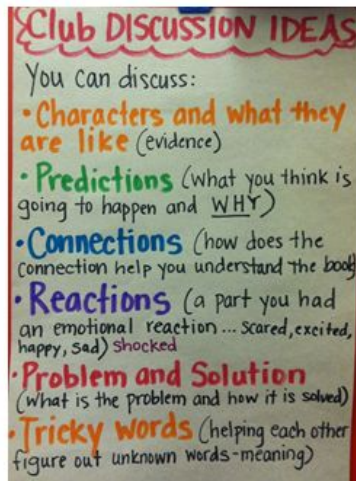 Club DISCUSSION IDEAS
You can discuss:
• Characters and what they
are like (evidence)
• Predictions (what you think is
going to happen and WHY)
• Connections (how does the
connection help you understand the book)
• Reactions (a part you had
an emotional reaction... scared, excited,
happy, sad) shocked
• Problem and Solution
(what is the problem and how it is solved)
• Tricky words (helping each other
figure out unknown words-meaning)